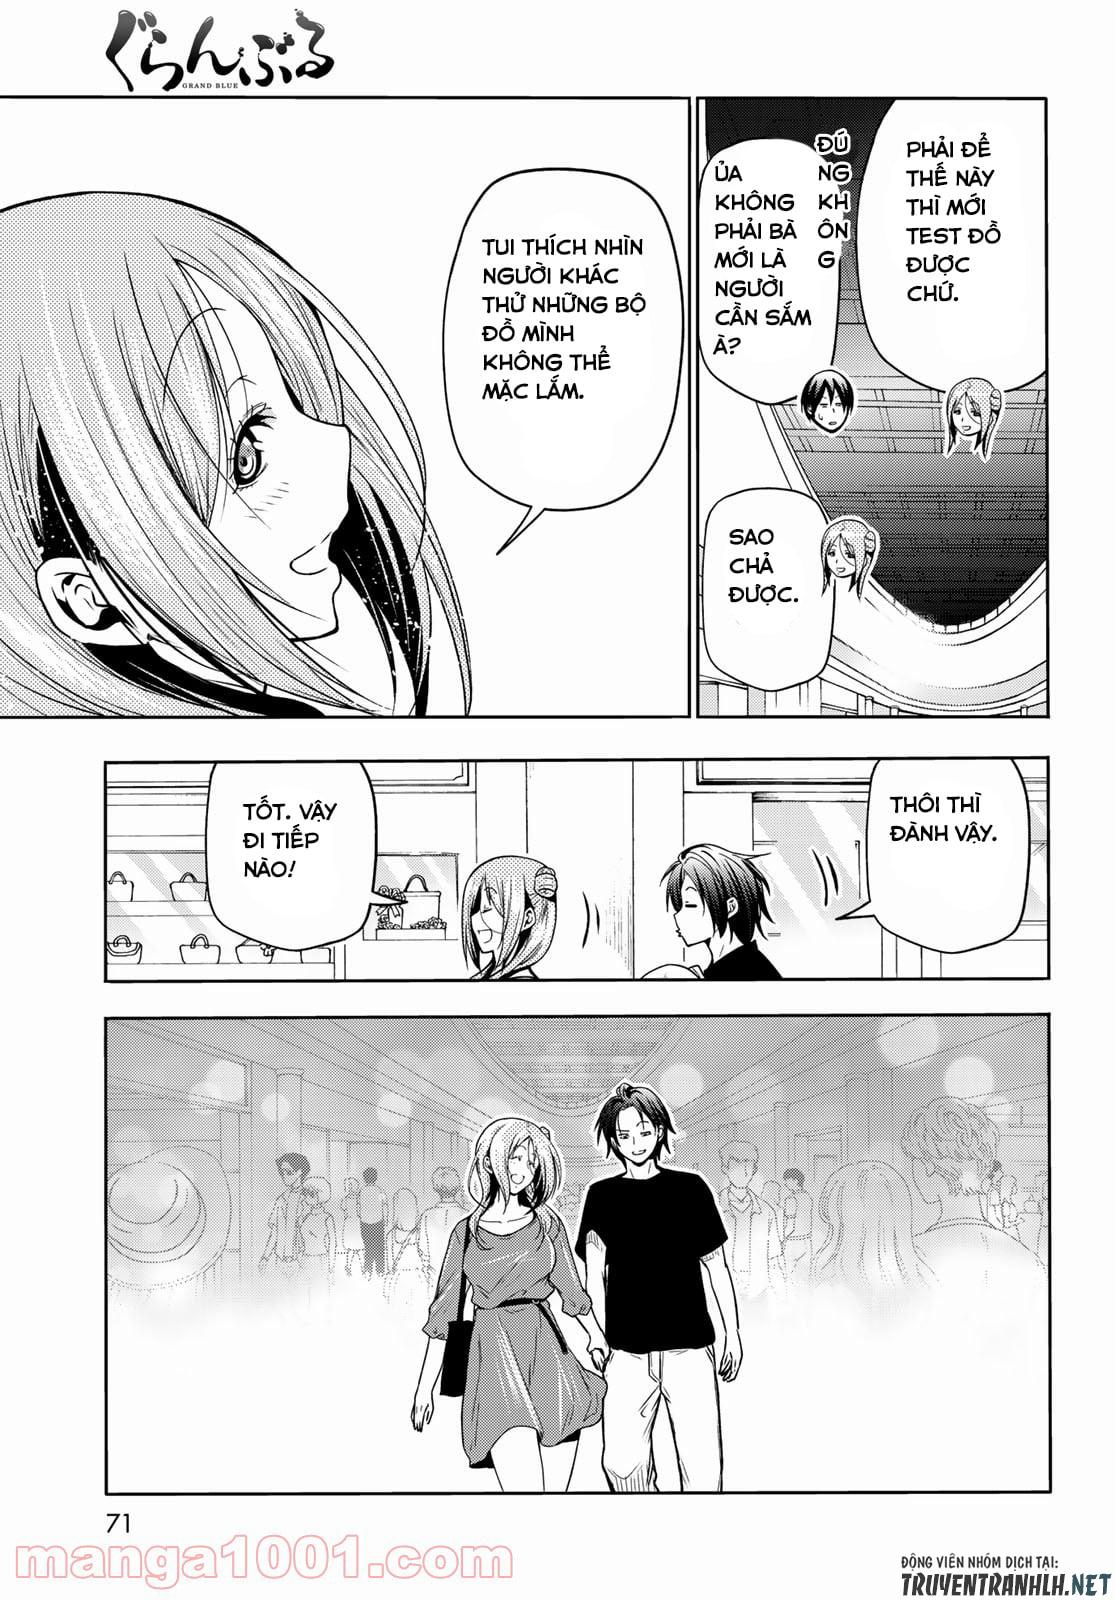 ぐらんぶる
GRAND BLUE
PHẢI ĐỂ
THẾ NÀY
THÌ MỚI
TEST ĐỒ
ĐƯỢC
CHỨ.
ĐÚ
NG
KH
ÔN
G
ỦA
KHÔNG
PHẢI BÀ
MỚI LÀ
NGƯỜI
CẦN SẮM
À?
SAO
CHẢ
ĐƯỢC.
TUI THÍCH NHÌN
NGƯỜI KHÁC
THỬ NHỮNG BỘ
ĐỒ MÌNH
KHÔNG THỂ
MẶC LẮM.
THÔI THÌ
ĐÀNH VẬY.
TỐT. VẬY
ĐI TIẾP
NÀO!
71
manga1001.com
ĐỘNG VIÊN NHÓM DỊCH TẠI:
TRUYENTRANHLH.NET